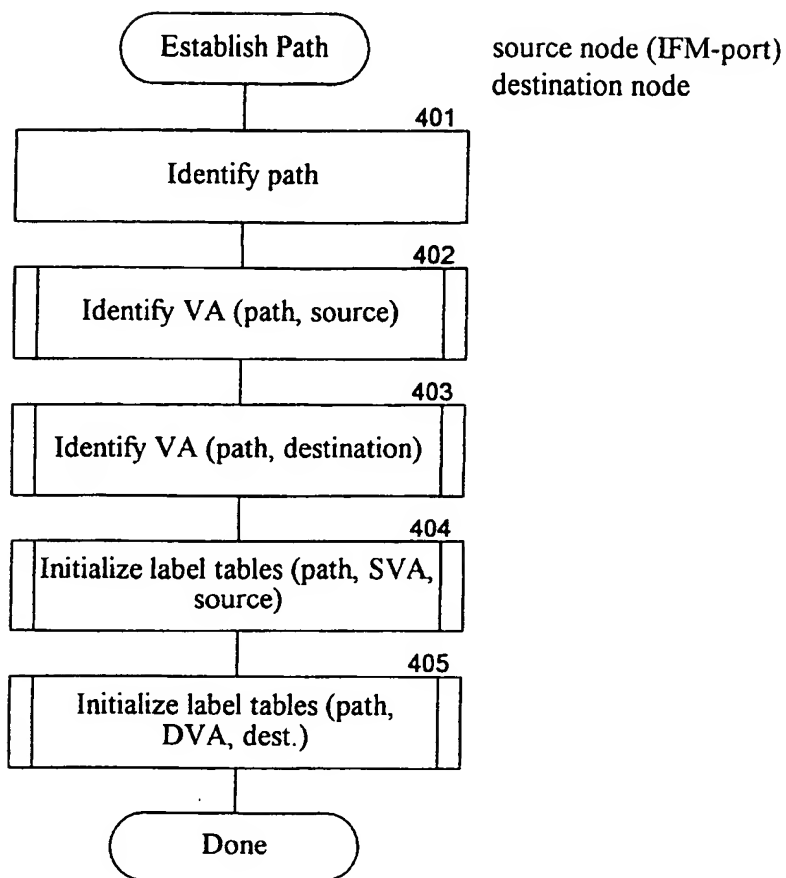 Establish Path
source node (IFM-port)
destination node
401
Identify path
402
Identify VA (path, source)
403
Identify VA (path, destination)
404
Initialize label tables (path, SVA,
source)
405
Initialize label tables (path,
DVA, dest.)
Done